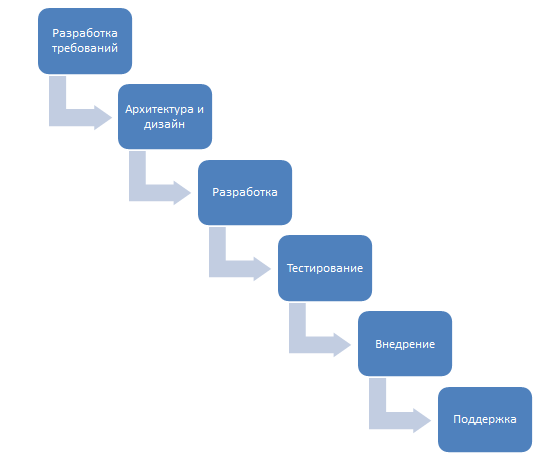 Разработка
требований
Архитектура и
дизайн
Разработка
Тестирование
Внедрение
Поддержка